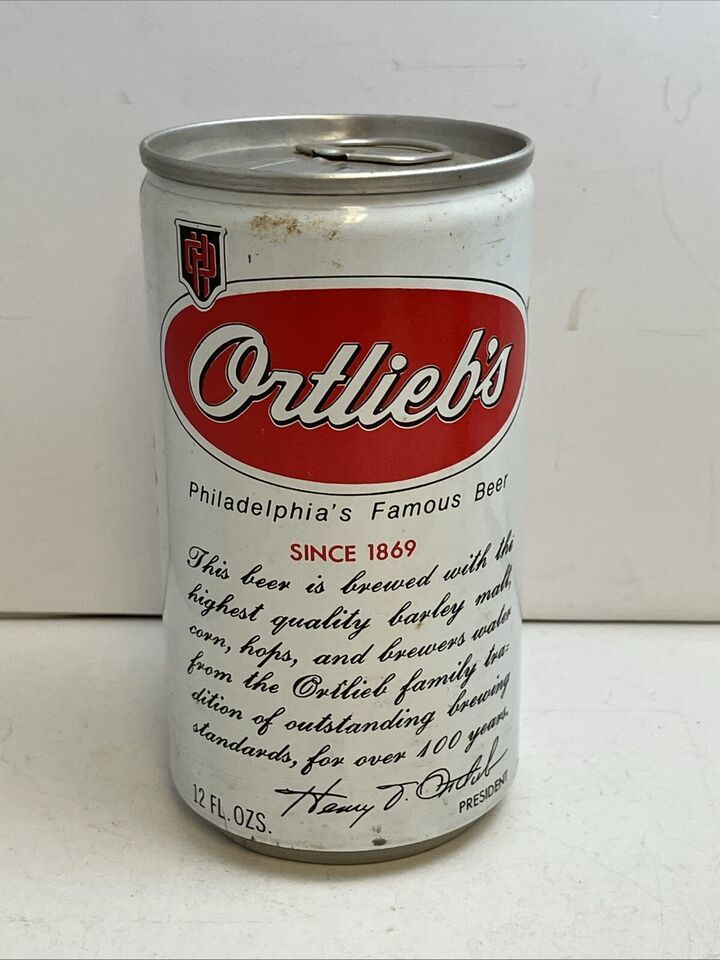 Ortlieb's
Philadelphia's Famous Beer
SINCE 1869
This beer is brewed with the
highest quality barley malt,
corn, hops, and brewers water
from the Ortlieb family tra=
dition of outstanding brewing
standards, for over 100 years.
Henry T. Ortlieb
PRESIDENT
12 FL. OZS.